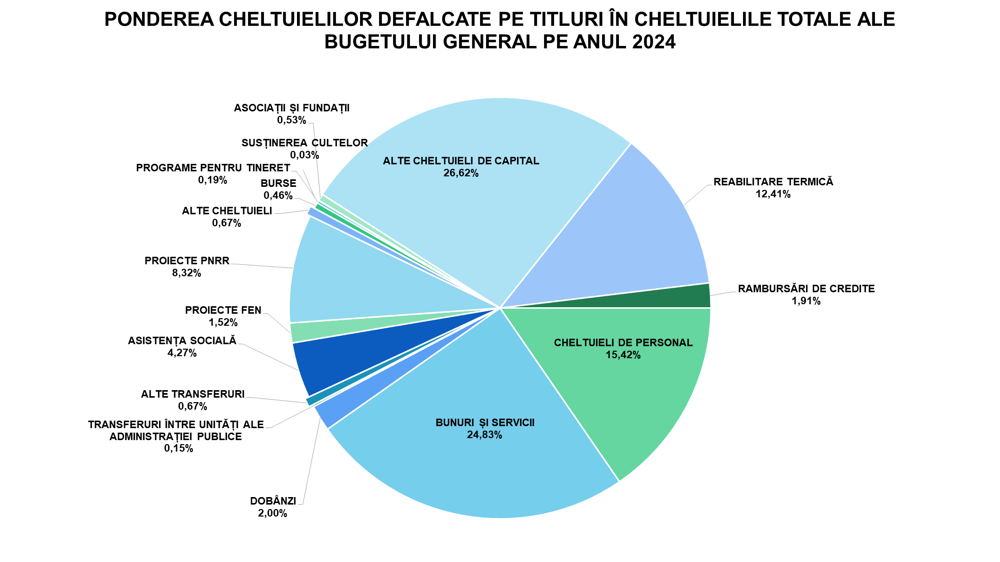 PONDEREA CHELTUIELILOR DEFALCATE PE TITLURI ÎN CHELTUIELILE TOTALE ALE
BUGETULUI GENERAL PE ANUL 2024
ASOCIAȚII ȘI FUNDAȚII
0,53%
SUSȚINEREA CULTELOR
0,03%
PROGRAME PENTRU TINERET
0,19%
BURSE
0,46%
ALTE CHELTUIELI
0,67%
PROIECTE PNRR
8,32%
PROIECTE FEN
1,52%
ASISTENȚA SOCIALĂ
4,27%
ALTE TRANSFERURI
0,67%
TRANSFERURI ÎNTRE UNITĂȚI ALE
ADMINISTRAȚIEI PUBLICE
0,15%
DOBÂNZI
2,00%
ALTE CHELTUIELI DE CAPITAL
26,62%
REABILITARE TERMICĂ
12,41%
RAMBURSĂRI DE CREDITE
1,91%
CHELTUIELI DE PERSONAL
15,42%
BUNURI ȘI SERVICII
24,83%